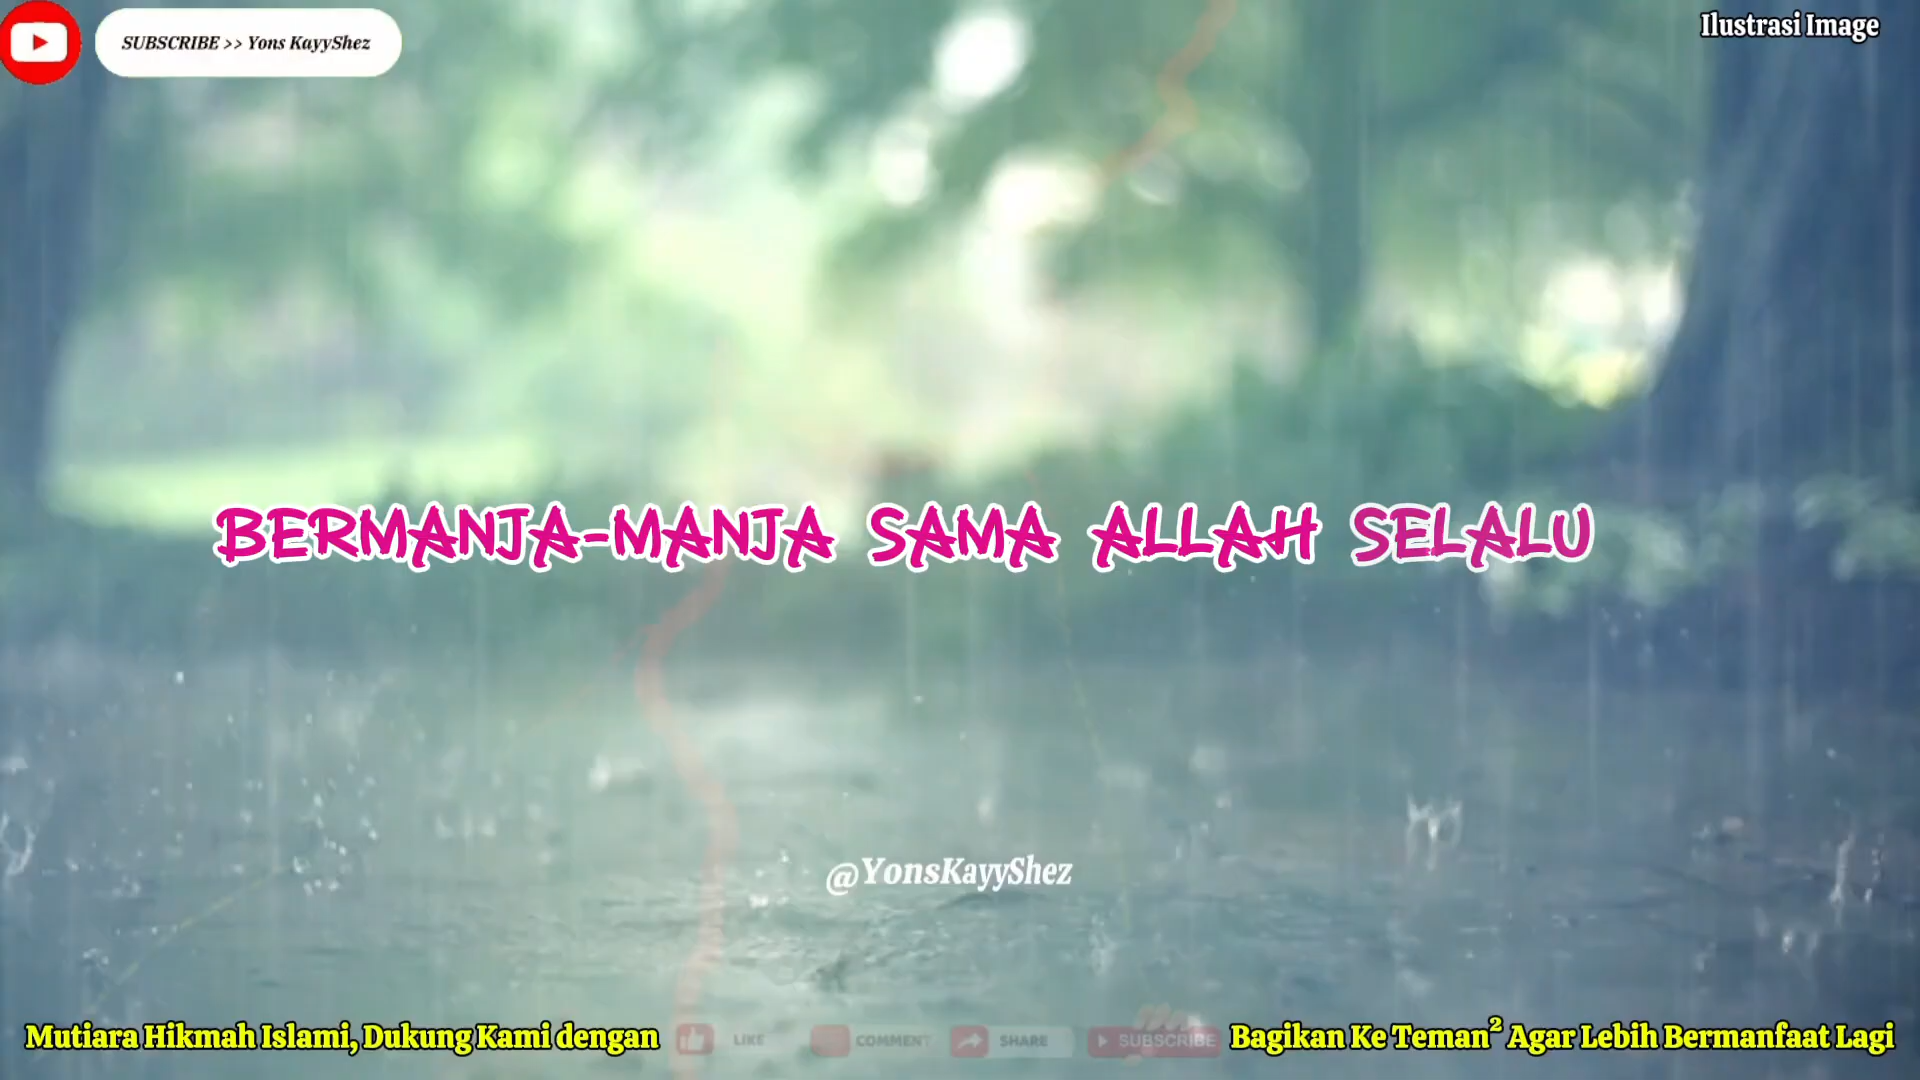 SUBSCRIBE >> Yons KayyShez
Ilustrasi Image
BERMANJA-MANJA SAMA ALLAH SELALU
@YonsKayyShez
Mutiara Hikmah Islami, Dukung Kami dengan
LIKE
COMMENT
SHARE
SUBSCRIBE
Bagikan Ke Teman² Agar Lebih Bermanfaat Lagi